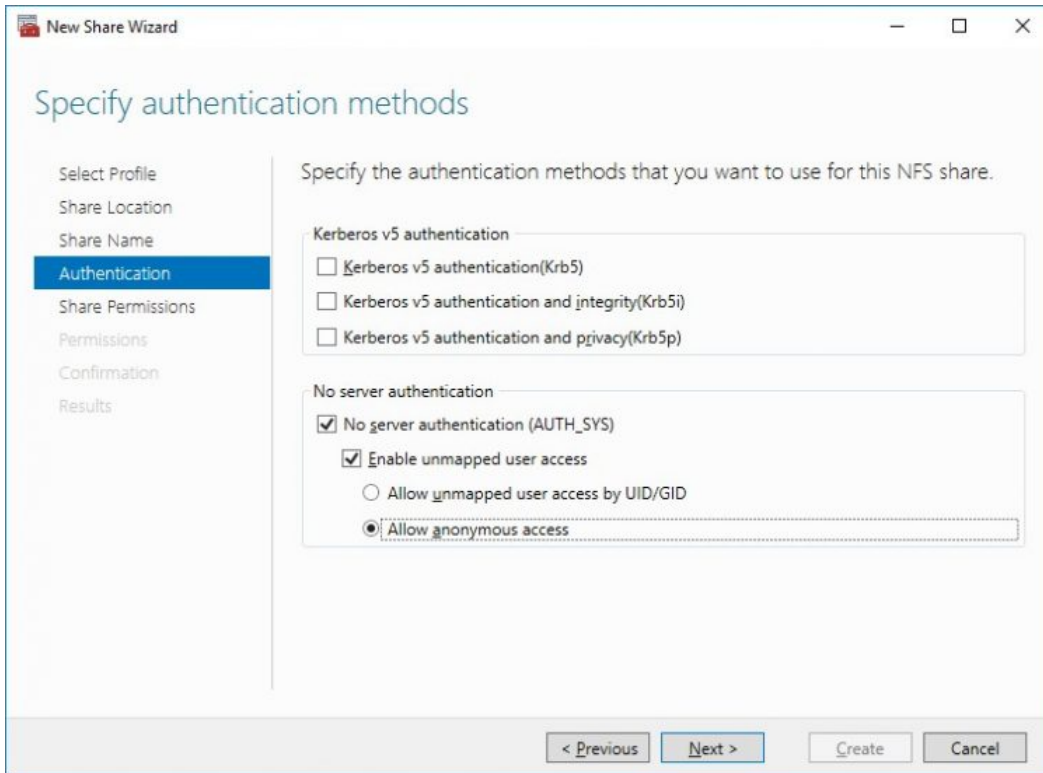 New Share Wizard
Specify authentication methods
Select Profile
Share Location
Share Name
Authentication
Share Permissions
Permissions
Confirmation
Results
Specify the authentication methods that you want to use for this NFS share.
Kerberos v5 authentication
Kerberos v5 authentication(Krb5)
Kerberos v5 authentication and integrity(Krb5i)
Kerberos v5 authentication and privacy(Krb5p)
No server authentication
No server authentication (AUTH_SYS)
Enable unmapped user access
Allow unmapped user access by UID/GID
Allow anonymous access
< Previous
Next >
Create
Cancel